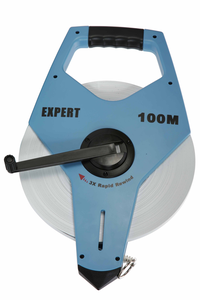 EXPERT 100M
3X Rapid Rewind